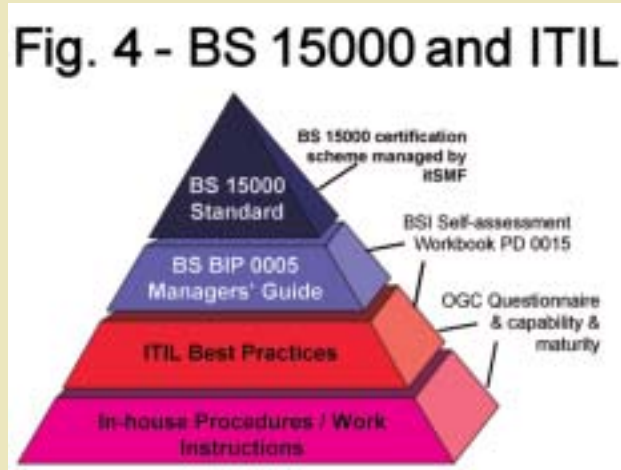 Fig. 4 - BS 15000 and ITIL
BS 15000 certification
scheme managed by
itSMF
BS 15000
Standard
BSI Self-assessment
Workbook PD 0015
BS BIP 0005
Managers' Guide
OGC Questionnaire
& capability &
maturity
ITIL Best Practices
In-house Procedures / Work
Instructions